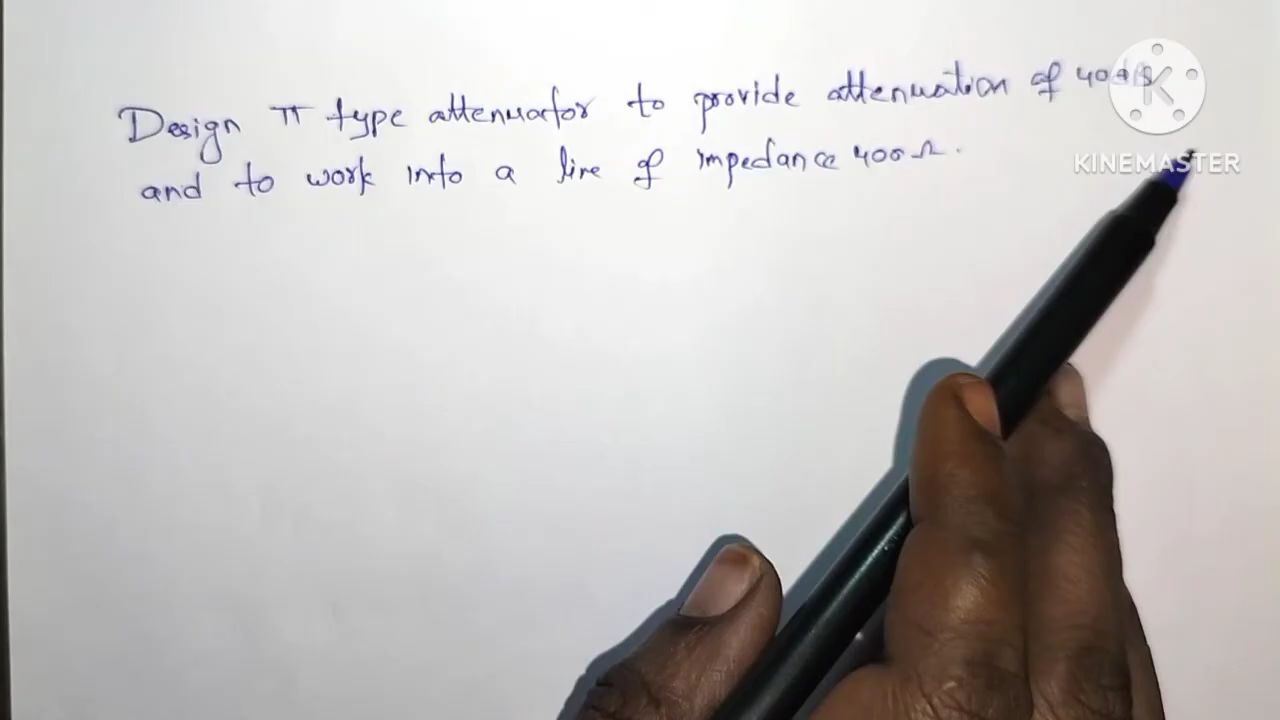 Design π type attenuator to provide attenuation of 40dB
and to work into a line of impedance 400Ω.
KINEMASTER